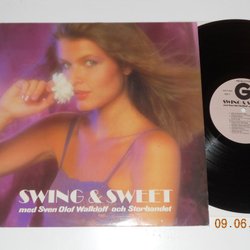 SWING & SWEET
med Sven Olof Walldoff och Storbandet
G
SWING & SWEET
09.06